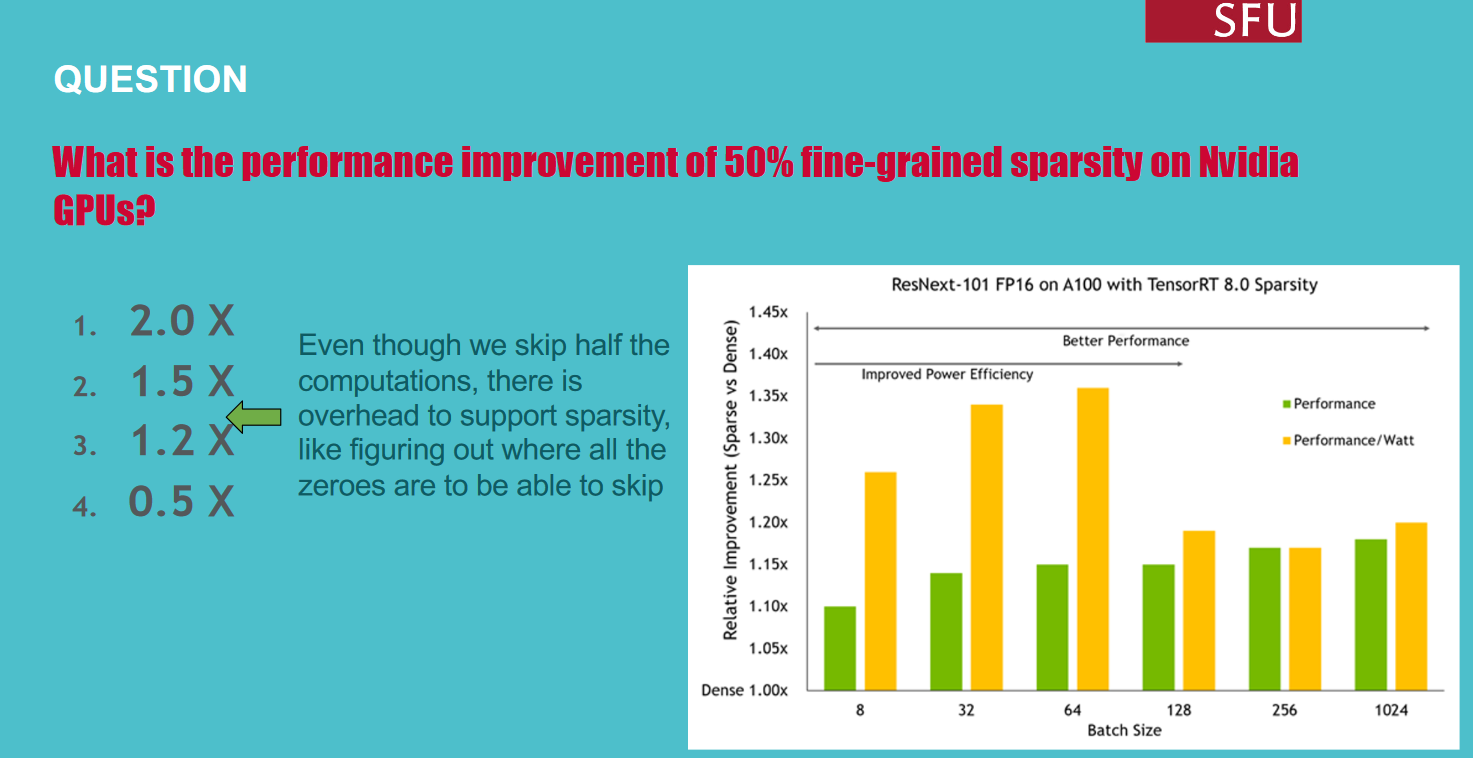 SFU
QUESTION
What is the performance improvement of 50% fine-grained sparsity on Nvidia
GPUs?
1. 2.0 X
2. 1.5 X
3. 1.2 X
4. 0.5 X
Even though we skip half the
computations, there is
overhead to support sparsity,
like figuring out where all the
zeroes are to be able to skip
ResNext-101 FP16 on A100 with TensorRT 8.0 Sparsity
Relative Improvement (Sparse vs Dense)
1.45x
1.40x
1.35x
1.30x
1.25x
1.20x
1.15x
1.10x
1.05x
Dense 1.00x
Better Performance
Improved Power Efficiency
Performance
Performance/Watt
8 32 64 128 256 1024
Batch Size